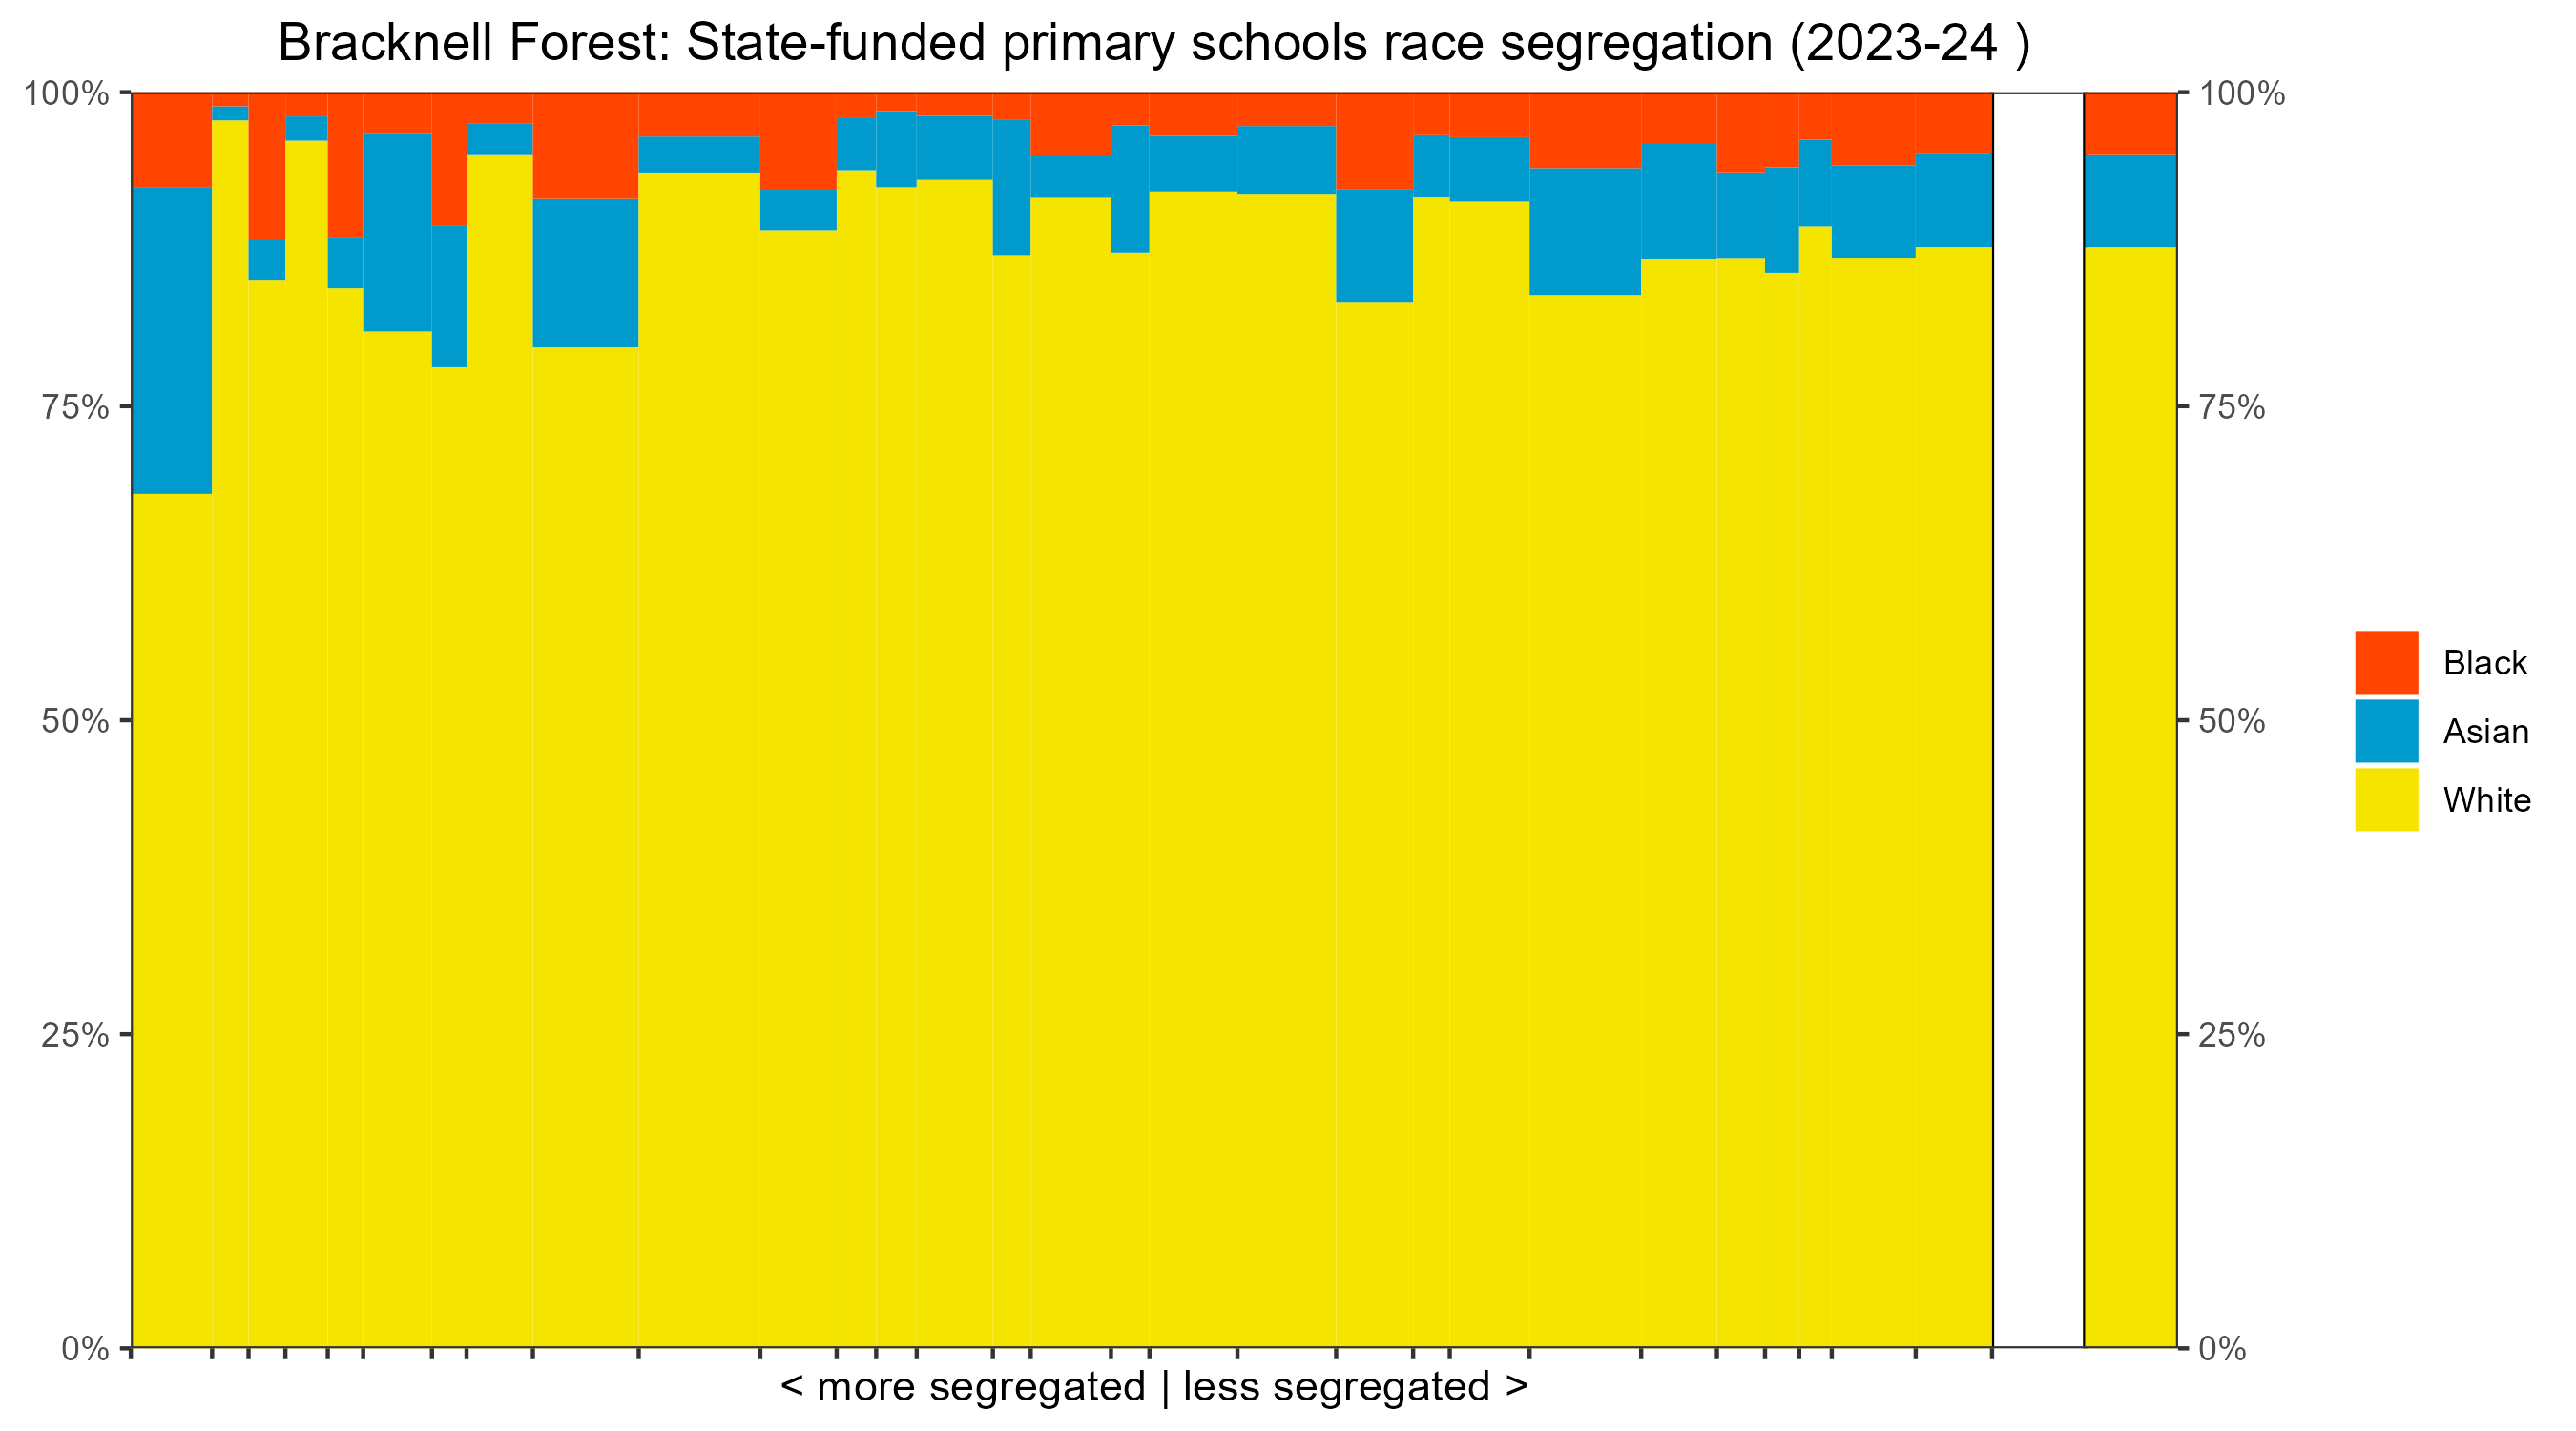 Bracknell Forest: State-funded primary schools race segregation (2023-24 )
100%
75%
50%
25%
0%
100%
75%
50%
25%
0%
Black
Asian
White
< more segregated | less segregated >